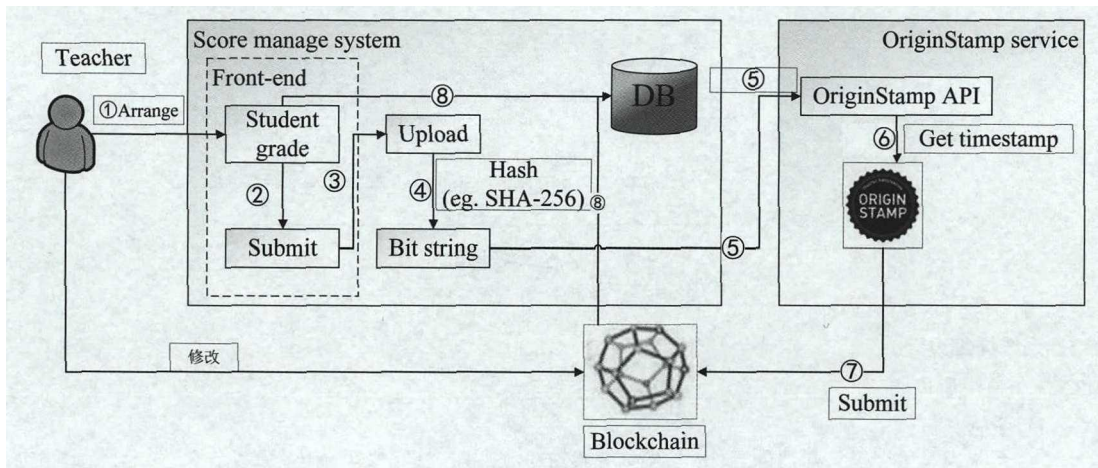 Teacher
Score manage system
OriginStamp service
Front-end
①Arrange
Student
grade
⑧
DB
⑤
OriginStamp API
Upload
②
③
④
Hash
(eg. SHA-256)
⑧
⑥
Get timestamp
ORIGIN
STAMP
Submit
Bit string
⑤
修改
⑦
Submit
Blockchain